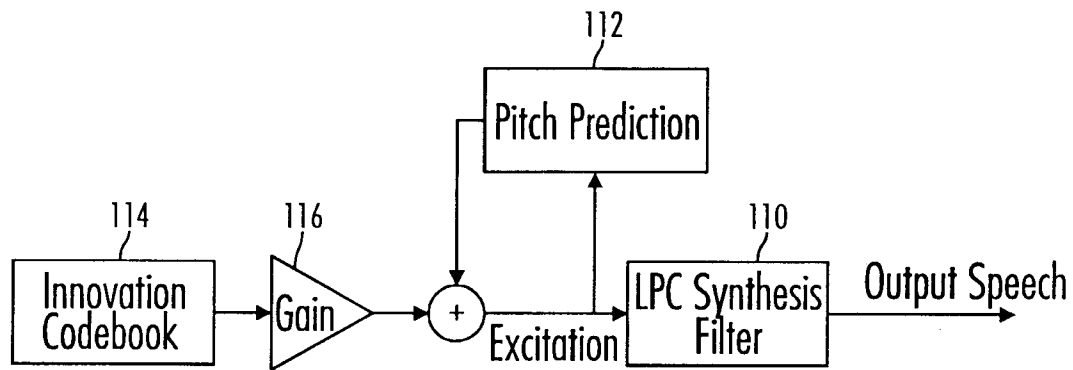 112
Pitch Prediction
114
116
110
Innovation
Codebook
Gain
+
Excitation
LPC Synthesis
Filter
Output Speech